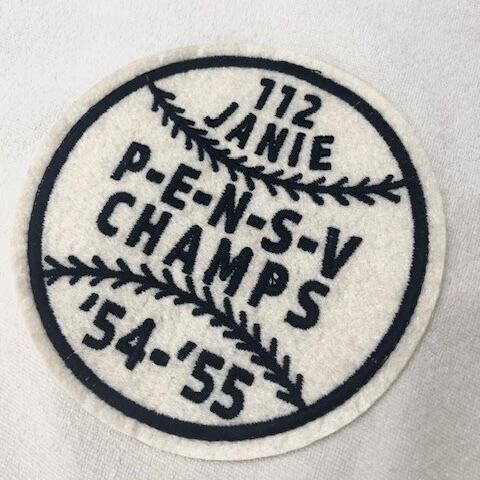 112
JANIE
P-E-N-S-V
CHAMPS
'54-'55